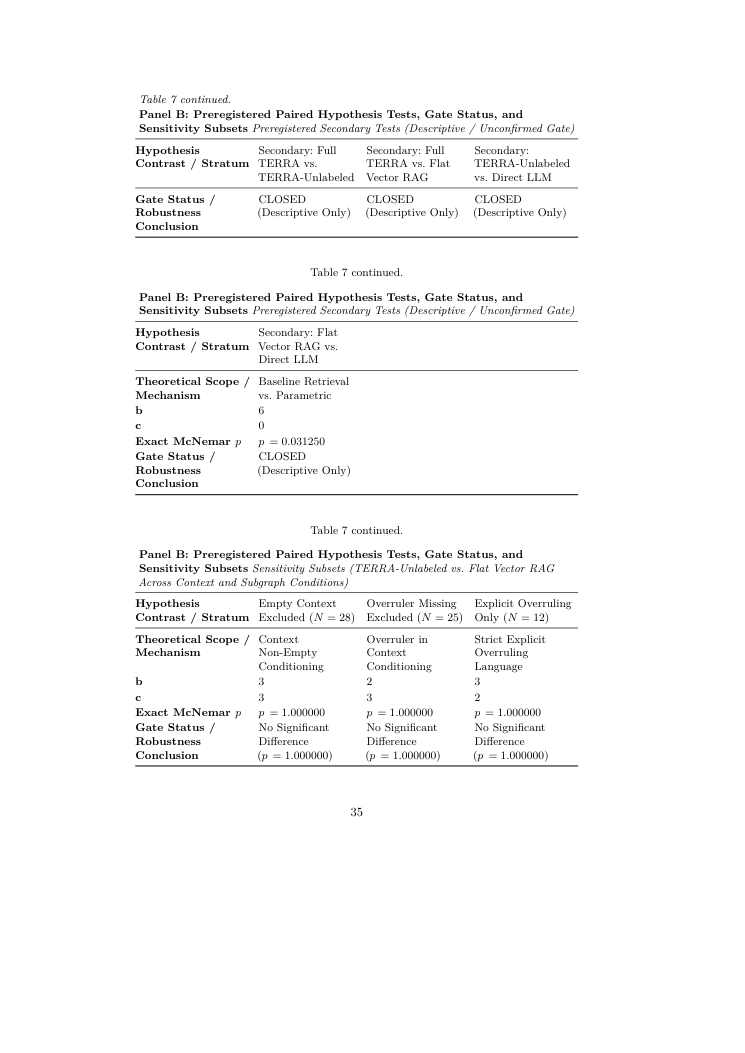 Table 7 continued.
Panel B: Preregistered Paired Hypothesis Tests, Gate Status, and
Sensitivity Subsets Preregistered Secondary Tests (Descriptive / Unconfirmed Gate)
Hypothesis Secondary: Full Secondary: Full Secondary:
Contrast / Stratum TERRA vs. TERRA vs. Flat TERRA-Unlabeled
TERRA-Unlabeled Vector RAG vs. Direct LLM
Gate Status / CLOSED CLOSED CLOSED
Robustness (Descriptive Only) (Descriptive Only) (Descriptive Only)
Conclusion
Table 7 continued.
Panel B: Preregistered Paired Hypothesis Tests, Gate Status, and
Sensitivity Subsets Preregistered Secondary Tests (Descriptive / Unconfirmed Gate)
Hypothesis Secondary: Flat
Contrast / Stratum Vector RAG vs.
Direct LLM
Theoretical Scope / Baseline Retrieval
Mechanism vs. Parametric
b 6
c 0
Exact McNemar p p = 0.031250
Gate Status / CLOSED
Robustness (Descriptive Only)
Conclusion
Table 7 continued.
Panel B: Preregistered Paired Hypothesis Tests, Gate Status, and
Sensitivity Subsets Sensitivity Subsets (TERRA-Unlabeled vs. Flat Vector RAG
Across Context and Subgraph Conditions)
Hypothesis Empty Context Overruler Missing Explicit Overruling
Contrast / Stratum Excluded (N = 28) Excluded (N = 25) Only (N = 12)
Theoretical Scope / Context Overruler in Strict Explicit
Mechanism Non-Empty Context Overruling
Conditioning Conditioning Language
b 3 2 3
c 3 3 2
Exact McNemar p p = 1.000000 p = 1.000000 p = 1.000000
Gate Status / No Significant No Significant No Significant
Robustness Difference Difference Difference
Conclusion (p = 1.000000) (p = 1.000000) (p = 1.000000)
35